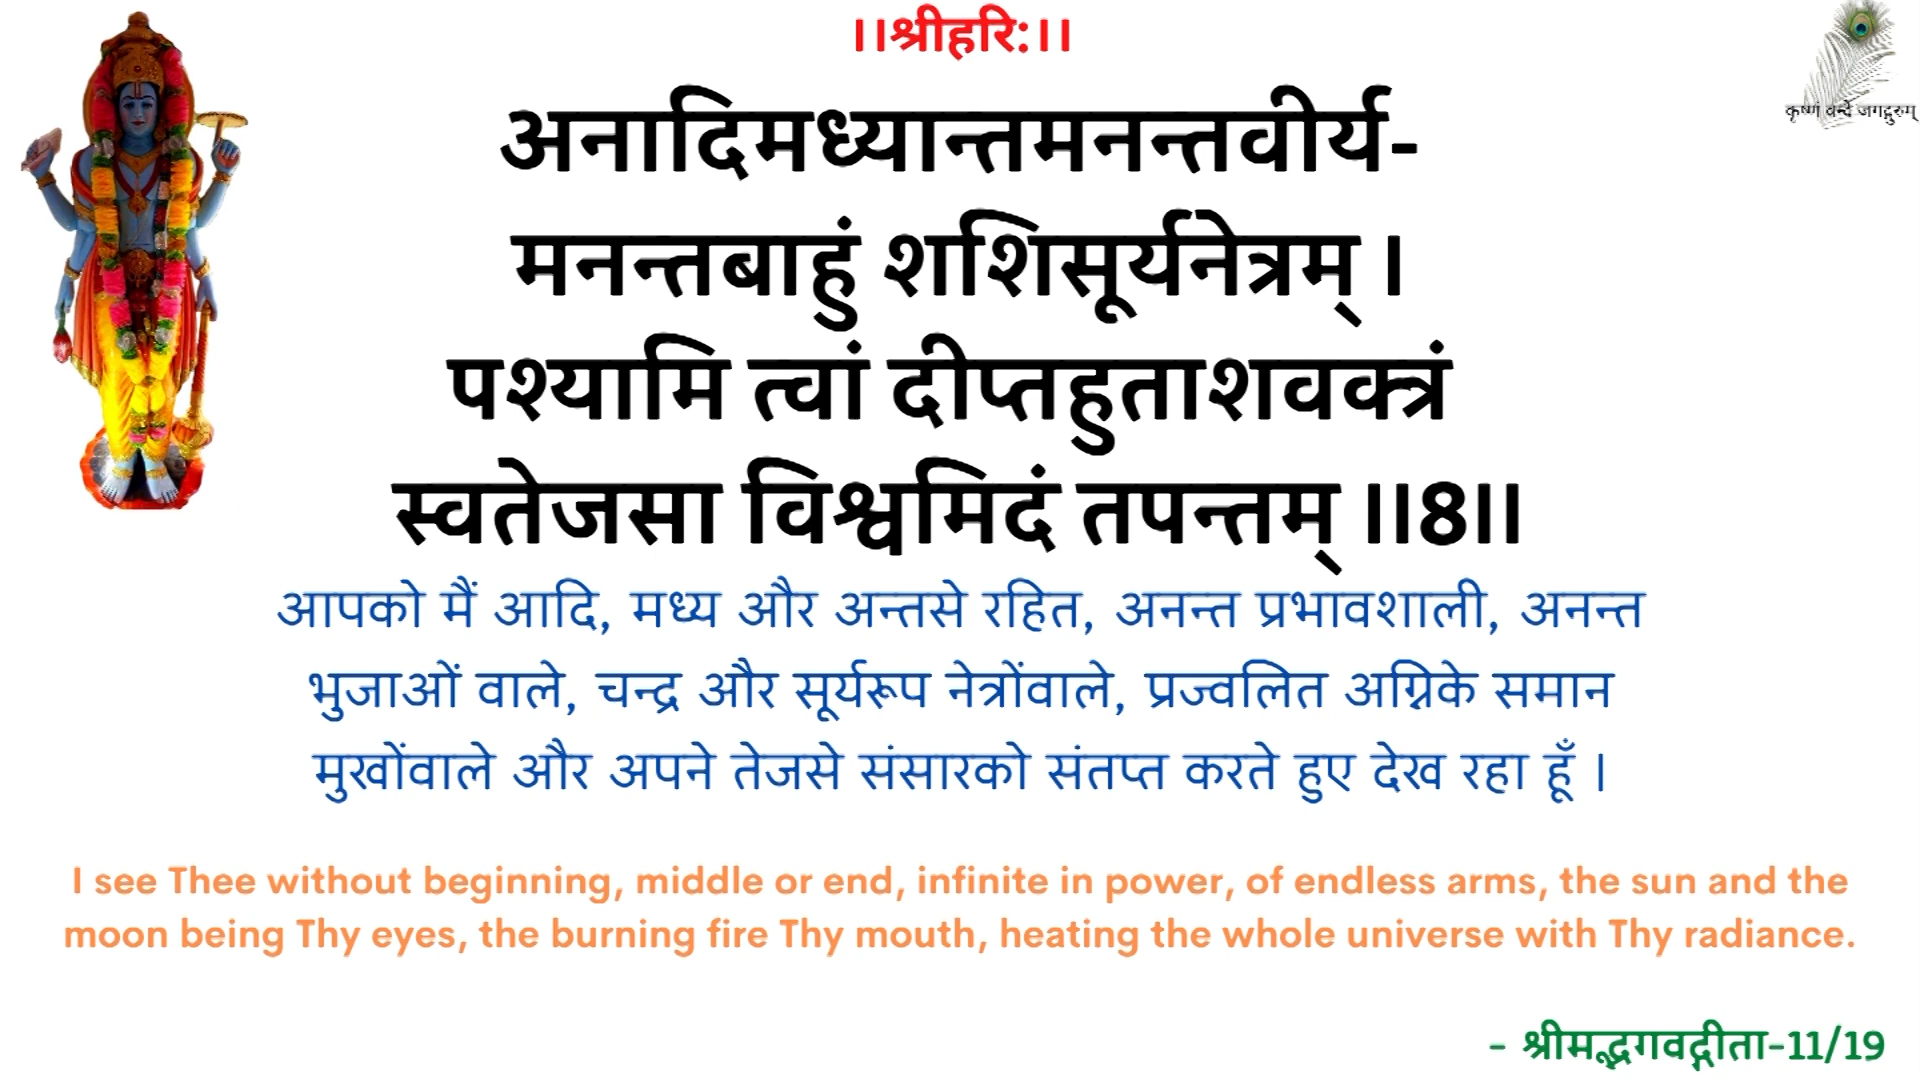 ।।श्रीहरि:।।
कृष्णं वन्दे जगद्गुरुम्
अनादिमध्यान्तमनन्तवीर्य-
मनन्तबाहुं शशिसूर्यनेत्रम् ।
पश्यामि त्वां दीप्तहुताशवक्त्रं
स्वतेजसा विश्वमिदं तपन्तम् ।।8।।
आपको मैं आदि, मध्य और अन्तसे रहित, अनन्त प्रभावशाली, अनन्त
भुजाओं वाले, चन्द्र और सूर्यरूप नेत्रोंवाले, प्रज्वलित अग्निके समान
मुखोंवाले और अपने तेजसे संसारको संतप्त करते हुए देख रहा हूँ ।
I see Thee without beginning, middle or end, infinite in power, of endless arms, the sun and the
moon being Thy eyes, the burning fire Thy mouth, heating the whole universe with Thy radiance.
- श्रीमद्भगवद्गीता-11/19